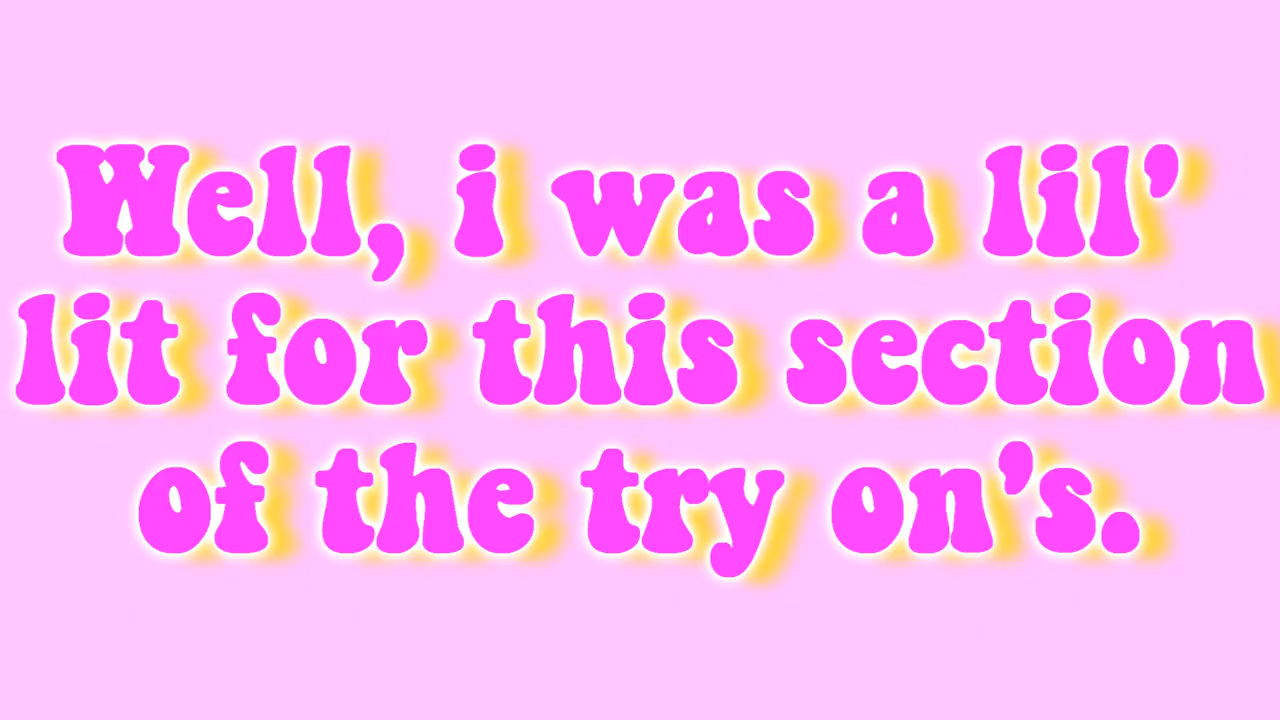 Well, i was a lil'
lit for this section
of the try on's.